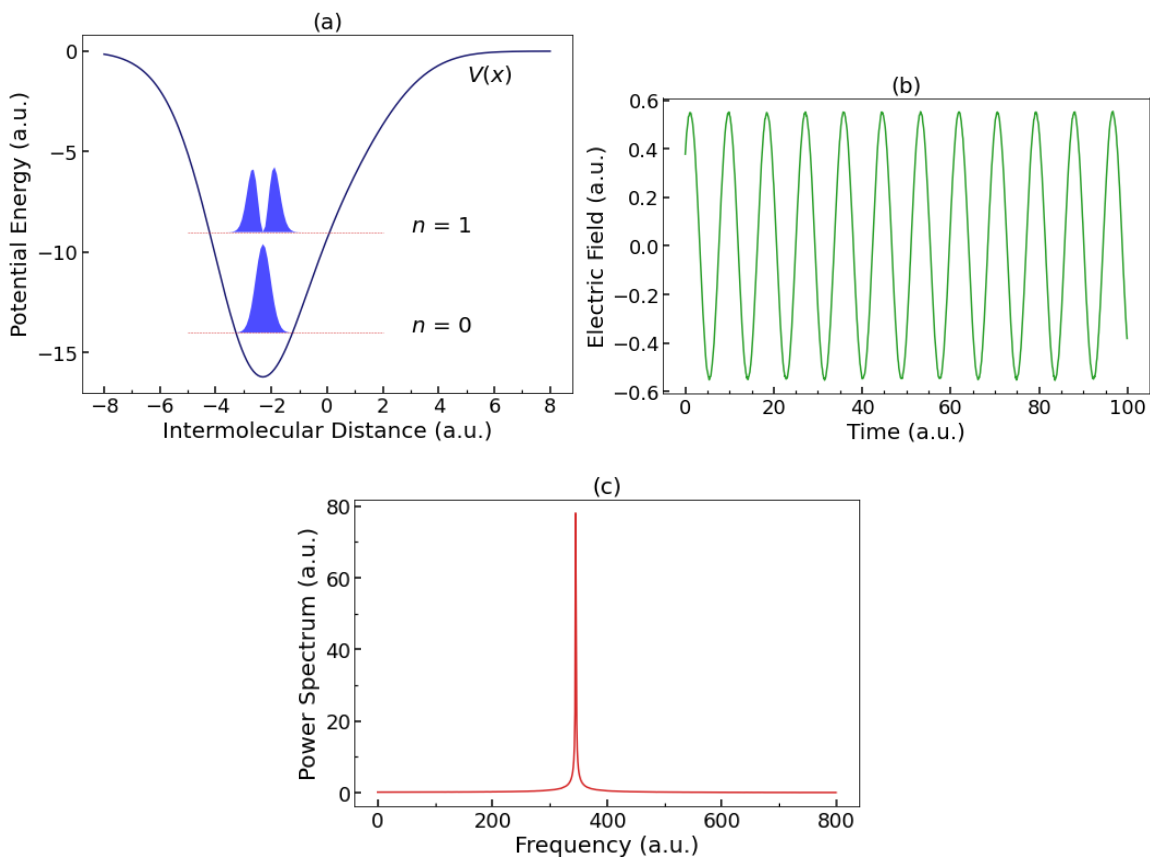 (a)
Potential Energy (a.u.)
0
−5
−10
−15
V(x)
n = 1
n = 0
−8 −6 −4 −2 0 2 4 6 8
Intermolecular Distance (a.u.)
(b)
Electric Field (a.u.)
0.6
0.4
0.2
0.0
−0.2
−0.4
−0.6
0 20 40 60 80 100
Time (a.u.)
(c)
Power Spectrum (a.u.)
80
60
40
20
0
0 200 400 600 800
Frequency (a.u.)